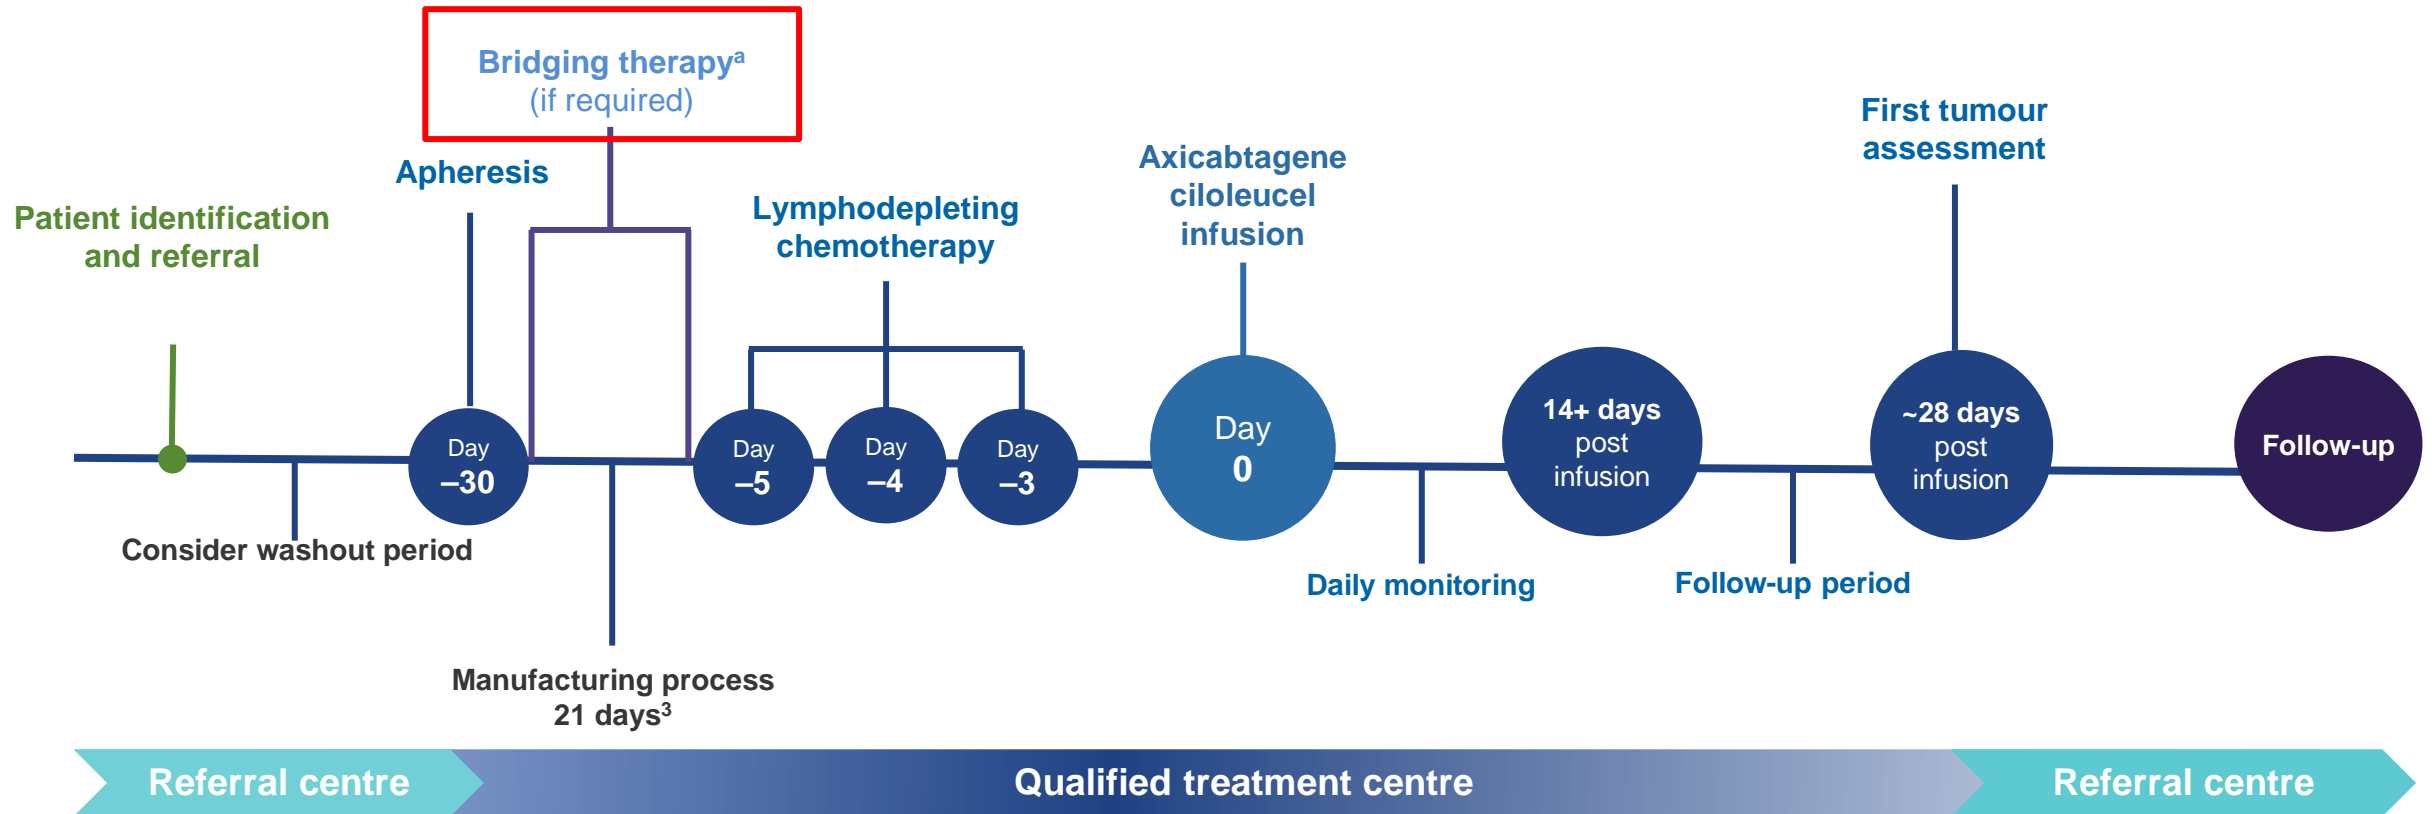 Bridging therapyᵃ
(if required)
Apheresis
Patient identification
and referral
Lymphodepleting
chemotherapy
Axicabtagene
ciloleucel
infusion
First tumour
assessment
Day
–30
Day
–5
Day
–4
Day
–3
Day
0
14+ days
post
infusion
~28 days
post
infusion
Follow-up
Consider washout period
Daily monitoring
Follow-up period
Manufacturing process
21 days³
Referral centre
Qualified treatment centre
Referral centre